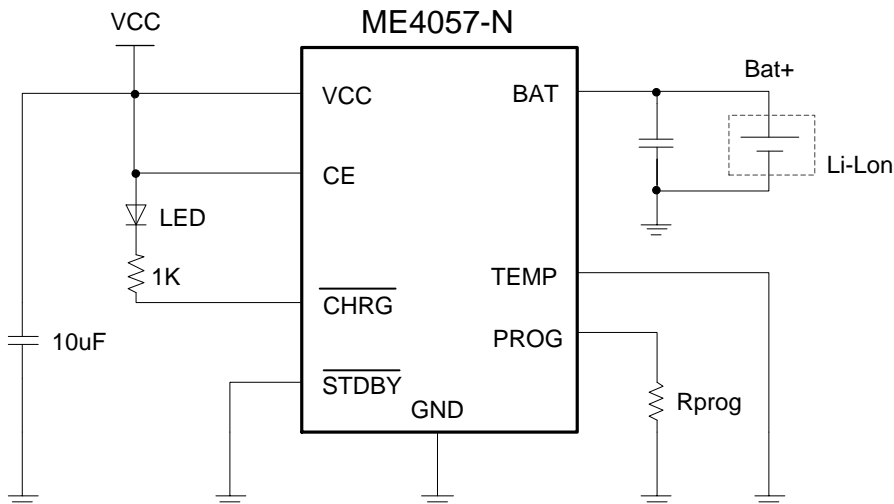 ME4057-N
VCC
VCC
BAT
Bat+
CE
Li-Lon
LED
1K
TEMP
CHRG
10uF
PROG
STDBY
GND
Rprog